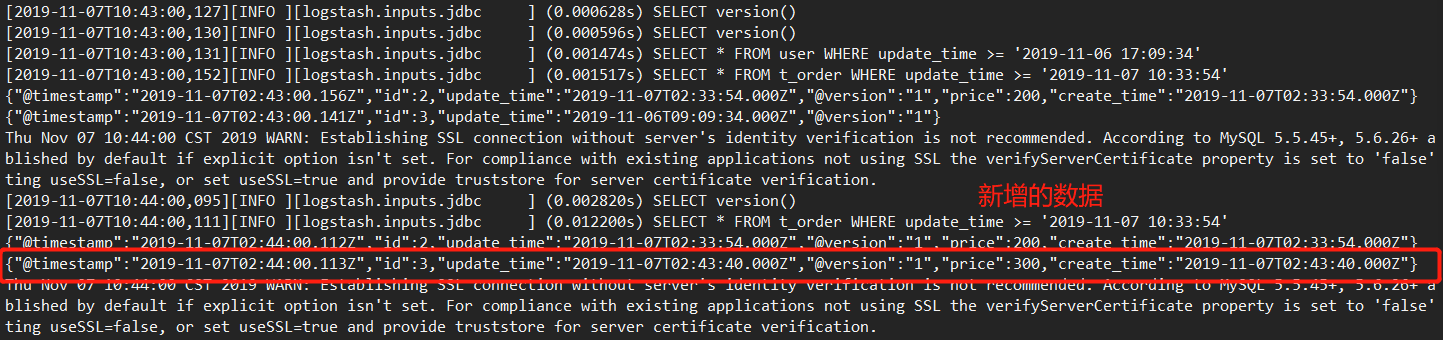 [2019-11-07T10:43:00,127][INFO ][logstash.inputs.jdbc     ] (0.000628s) SELECT version()
[2019-11-07T10:43:00,130][INFO ][logstash.inputs.jdbc     ] (0.000596s) SELECT version()
[2019-11-07T10:43:00,131][INFO ][logstash.inputs.jdbc     ] (0.001474s) SELECT * FROM user WHERE update_time >= '2019-11-06 17:09:34'
[2019-11-07T10:43:00,152][INFO ][logstash.inputs.jdbc     ] (0.001517s) SELECT * FROM t_order WHERE update_time >= '2019-11-07 10:33:54'
{"@timestamp":"2019-11-07T02:43:00.156Z","id":2,"update_time":"2019-11-07T02:33:54.000Z","@version":"1","price":200,"create_time":"2019-11-07T02:33:54.000Z"}
{"@timestamp":"2019-11-07T02:43:00.141Z","id":3,"update_time":"2019-11-06T09:09:34.000Z","@version":"1"}
Thu Nov 07 10:44:00 CST 2019 WARN: Establishing SSL connection without server's identity verification is not recommended. According to MySQL 5.5.45+, 5.6.26+ a
blished by default if explicit option isn't set. For compliance with existing applications not using SSL the verifyServerCertificate property is set to 'false'
ting useSSL=false, or set useSSL=true and provide truststore for server certificate verification.
新增的数据
[2019-11-07T10:44:00,095][INFO ][logstash.inputs.jdbc     ] (0.002820s) SELECT version()
[2019-11-07T10:44:00,111][INFO ][logstash.inputs.jdbc     ] (0.012200s) SELECT * FROM t_order WHERE update_time >= '2019-11-07 10:33:54'
{"@timestamp":"2019-11-07T02:44:00.112Z","id":2,"update_time":"2019-11-07T02:33:54.000Z","@version":"1","price":200,"create_time":"2019-11-07T02:33:54.000Z"}
{"@timestamp":"2019-11-07T02:44:00.113Z","id":3,"update_time":"2019-11-07T02:43:40.000Z","@version":"1","price":300,"create_time":"2019-11-07T02:43:40.000Z"}
Thu Nov 07 10:44:00 CST 2019 WARN: Establishing SSL connection without server's identity verification is not recommended. According to MySQL 5.5.45+, 5.6.26+ a
blished by default if explicit option isn't set. For compliance with existing applications not using SSL the verifyServerCertificate property is set to 'false'
ting useSSL=false, or set useSSL=true and provide truststore for server certificate verification.